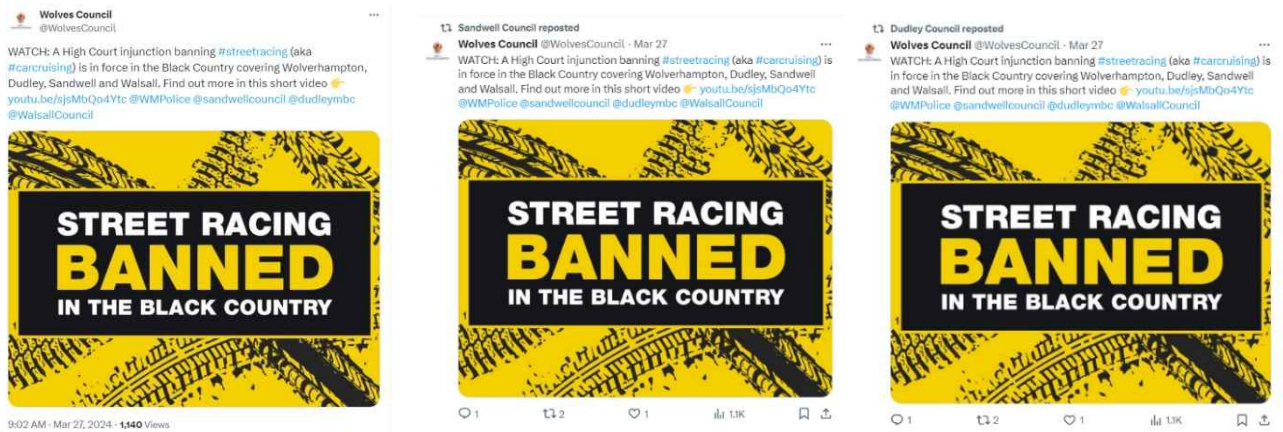 Wolves Council
@WolvesCouncil
WATCH: A High Court injunction banning #streetracing (aka
#carcruising) is in force in the Black Country covering Wolverhampton,
Dudley, Sandwell and Walsall. Find out more in this short video 👉
youtu.be/sjsMbQo4Ytc @WMPolice @sandwellcouncil @dudleymbc
@WalsallCouncil
STREET RACING
BANNED
IN THE BLACK COUNTRY
9:02 AM · Mar 27, 2024 · 1,140 Views
Sandwell Council reposted
Wolves Council @WolvesCouncil · Mar 27
WATCH: A High Court injunction banning #streetracing (aka #carcruising) is
in force in the Black Country covering Wolverhampton, Dudley, Sandwell
and Walsall. Find out more in this short video 👉 youtu.be/sjsMbQo4Ytc
@WMPolice @sandwellcouncil @dudleymbc @WalsallCouncil
STREET RACING
BANNED
IN THE BLACK COUNTRY
1 2 1 1.1K
Dudley Council reposted
Wolves Council @WolvesCouncil · Mar 27
WATCH: A High Court injunction banning #streetracing (aka #carcruising) is
in force in the Black Country covering Wolverhampton, Dudley, Sandwell
and Walsall. Find out more in this short video 👉 youtu.be/sjsMbQo4Ytc
@WMPolice @sandwellcouncil @dudleymbc @WalsallCouncil
STREET RACING
BANNED
IN THE BLACK COUNTRY
1 2 1 1.1K